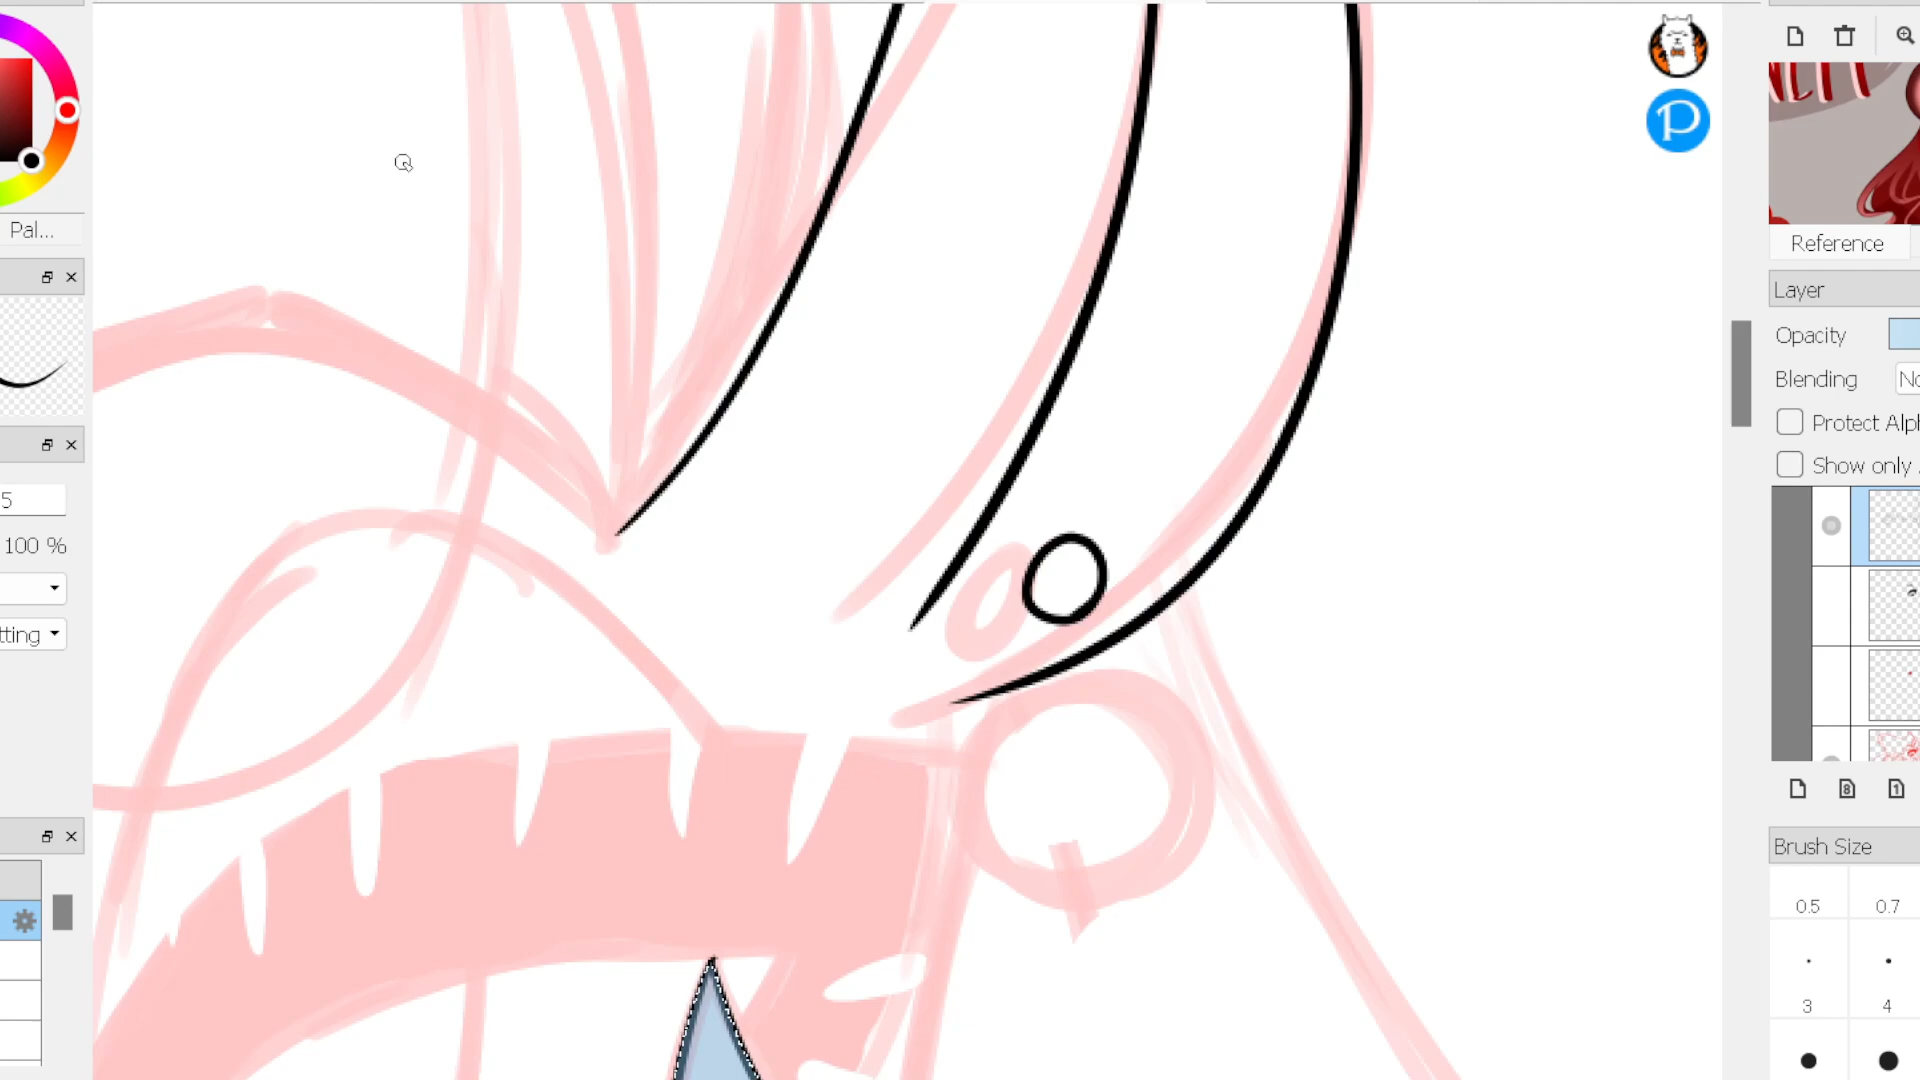 Pal...
5
100 %
tting
Reference
Layer
Opacity
Blending
No
Protect Alph
Show only
Brush Size
0.5 0.7
3 4